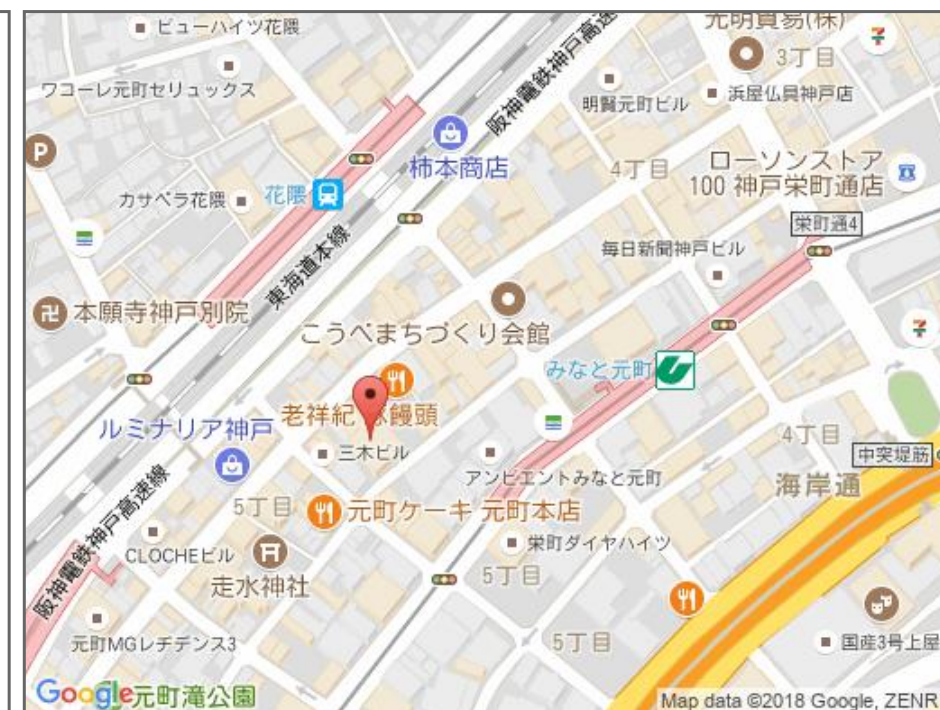 ビューハイツ花隈
光明貿易(株)
3丁目
ワコーレ元町セリュックス
阪神電鉄神戸高速
明賢元町ビル
浜屋仏具神戸店
P
柿本商店
4丁目
ローソンストア
100 神戸栄町通店
カサベラ花隈
花隈
栄町通4
東海道本線
毎日新聞神戸ビル
本願寺神戸別院
こうべまちづくり会館
みなと元町
老祥紀
豚饅頭
ルミナリア神戸
三木ビル
4丁目
中突堤筋
アンビエントみなと元町
海岸通
阪神電鉄神戸高速線
5丁目
元町ケーキ 元町本店
CLOCHEビル
栄町ダイヤハイツ
走水神社
5丁目
元町MGレヂデンス3
5丁目
国産3号上屋
Google
元町滝公園
Map data ©2018 Google, ZENR